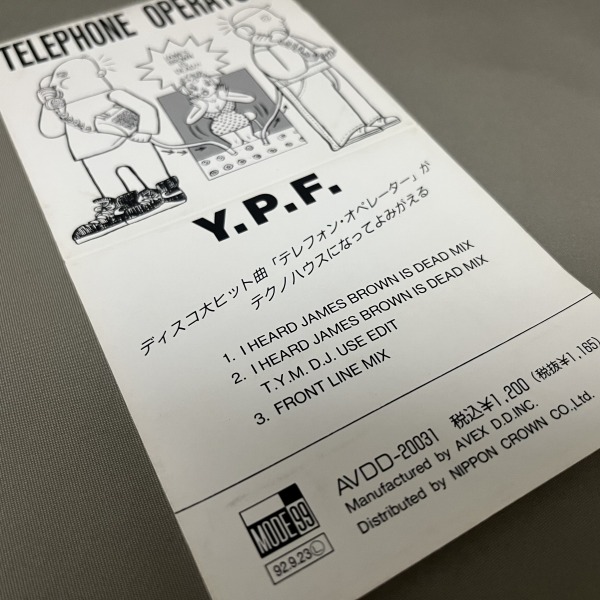 TELEPHONE OPERATO
Y.P.F.
ディスコ大ヒット曲「テレフォン・オペレーター」が
テクノハウスになってよみがえる
1. I HEARD JAMES BROWN IS DEAD MIX
2. I HEARD JAMES BROWN IS DEAD MIX
T.Y.M. D.J. USE EDIT
3. FRONT LINE MIX
AVDD-20031 税込¥1,200 (税抜¥1,165)
Manufactured by AVEX D.D.INC.
Distributed by NIPPON CROWN CO.,Ltd.
MODE 99
92.9.23Ⓛ